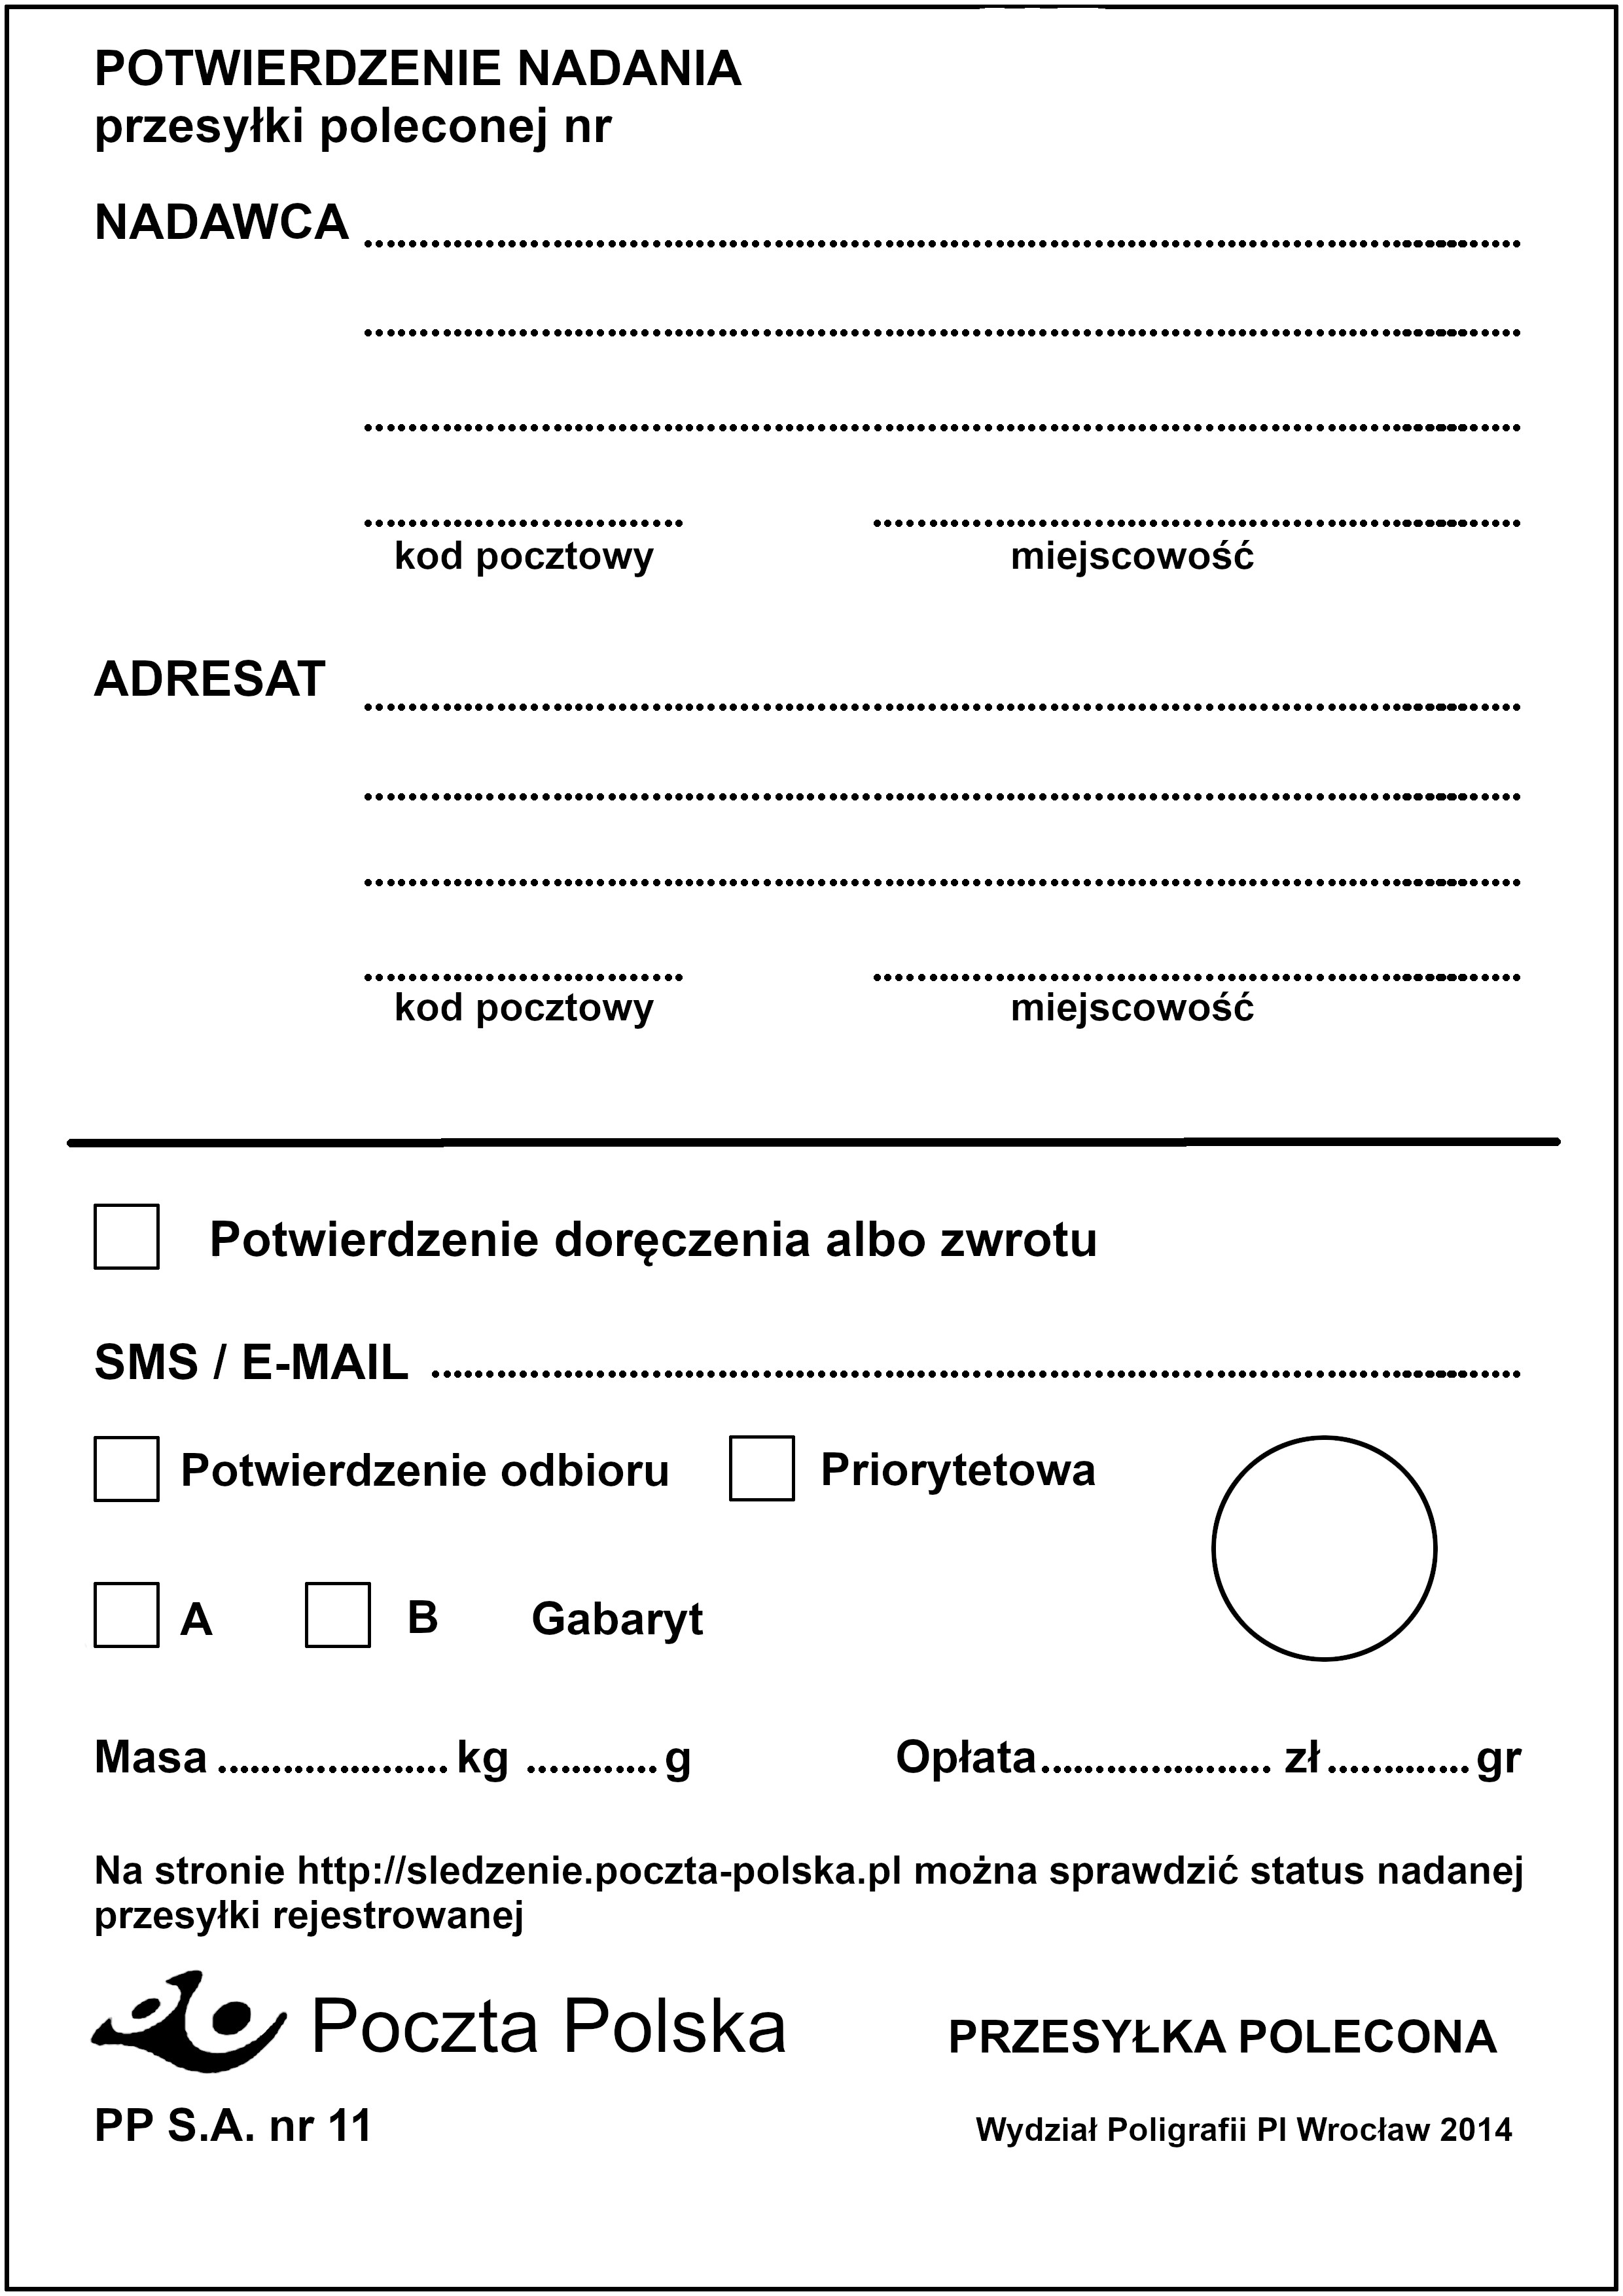 POTWIERDZENIE NADANIA
przesyłki poleconej nr
NADAWCA
kod pocztowy miejscowość
ADRESAT
kod pocztowy miejscowość
Potwierdzenie doręczenia albo zwrotu
SMS / E-MAIL
Potwierdzenie odbioru Priorytetowa
A B Gabaryt
Masa ..................... kg ............ g Opłata..................... zł ............. gr
Na stronie http://sledzenie.poczta-polska.pl można sprawdzić status nadanej
przesyłki rejestrowanej
Poczta Polska PRZESYŁKA POLECONA
PP S.A. nr 11 Wydział Poligrafii PI Wrocław 2014